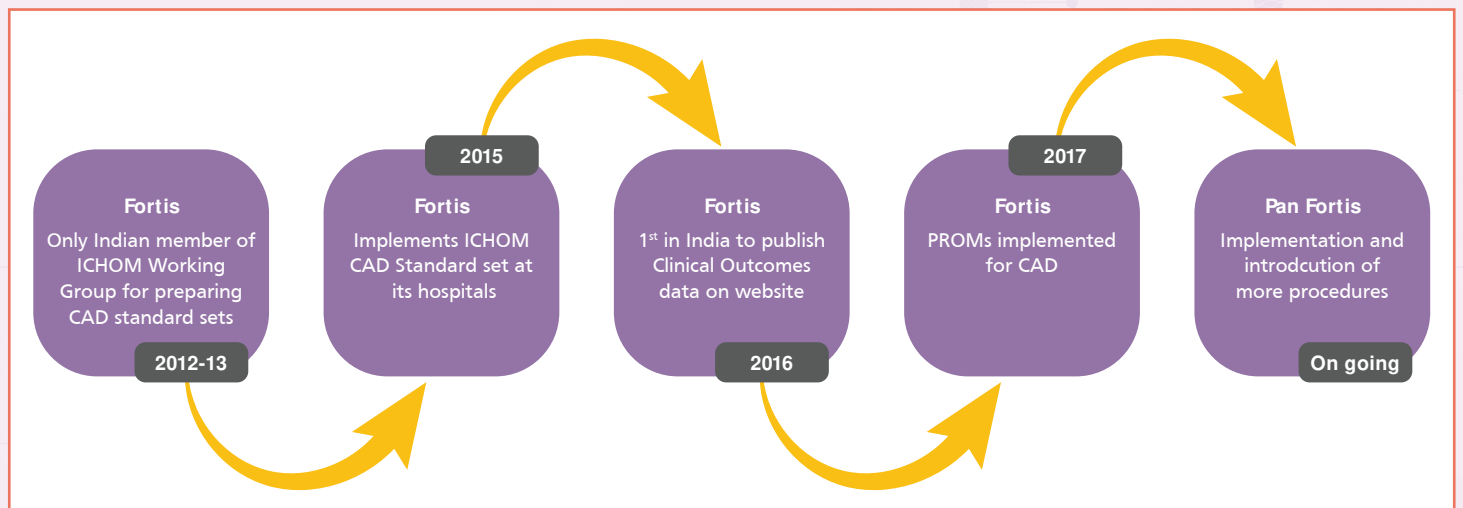 Fortis
Only Indian member of
ICHOM Working
Group for preparing
CAD standard sets
2012-13
2015
Fortis
Implements ICHOM
CAD Standard set at
its hospitals
Fortis
1st in India to publish
Clinical Outcomes
data on website
2016
2017
Fortis
PROMs implemented
for CAD
Pan Fortis
Implementation and
introdcution of
more procedures
On going